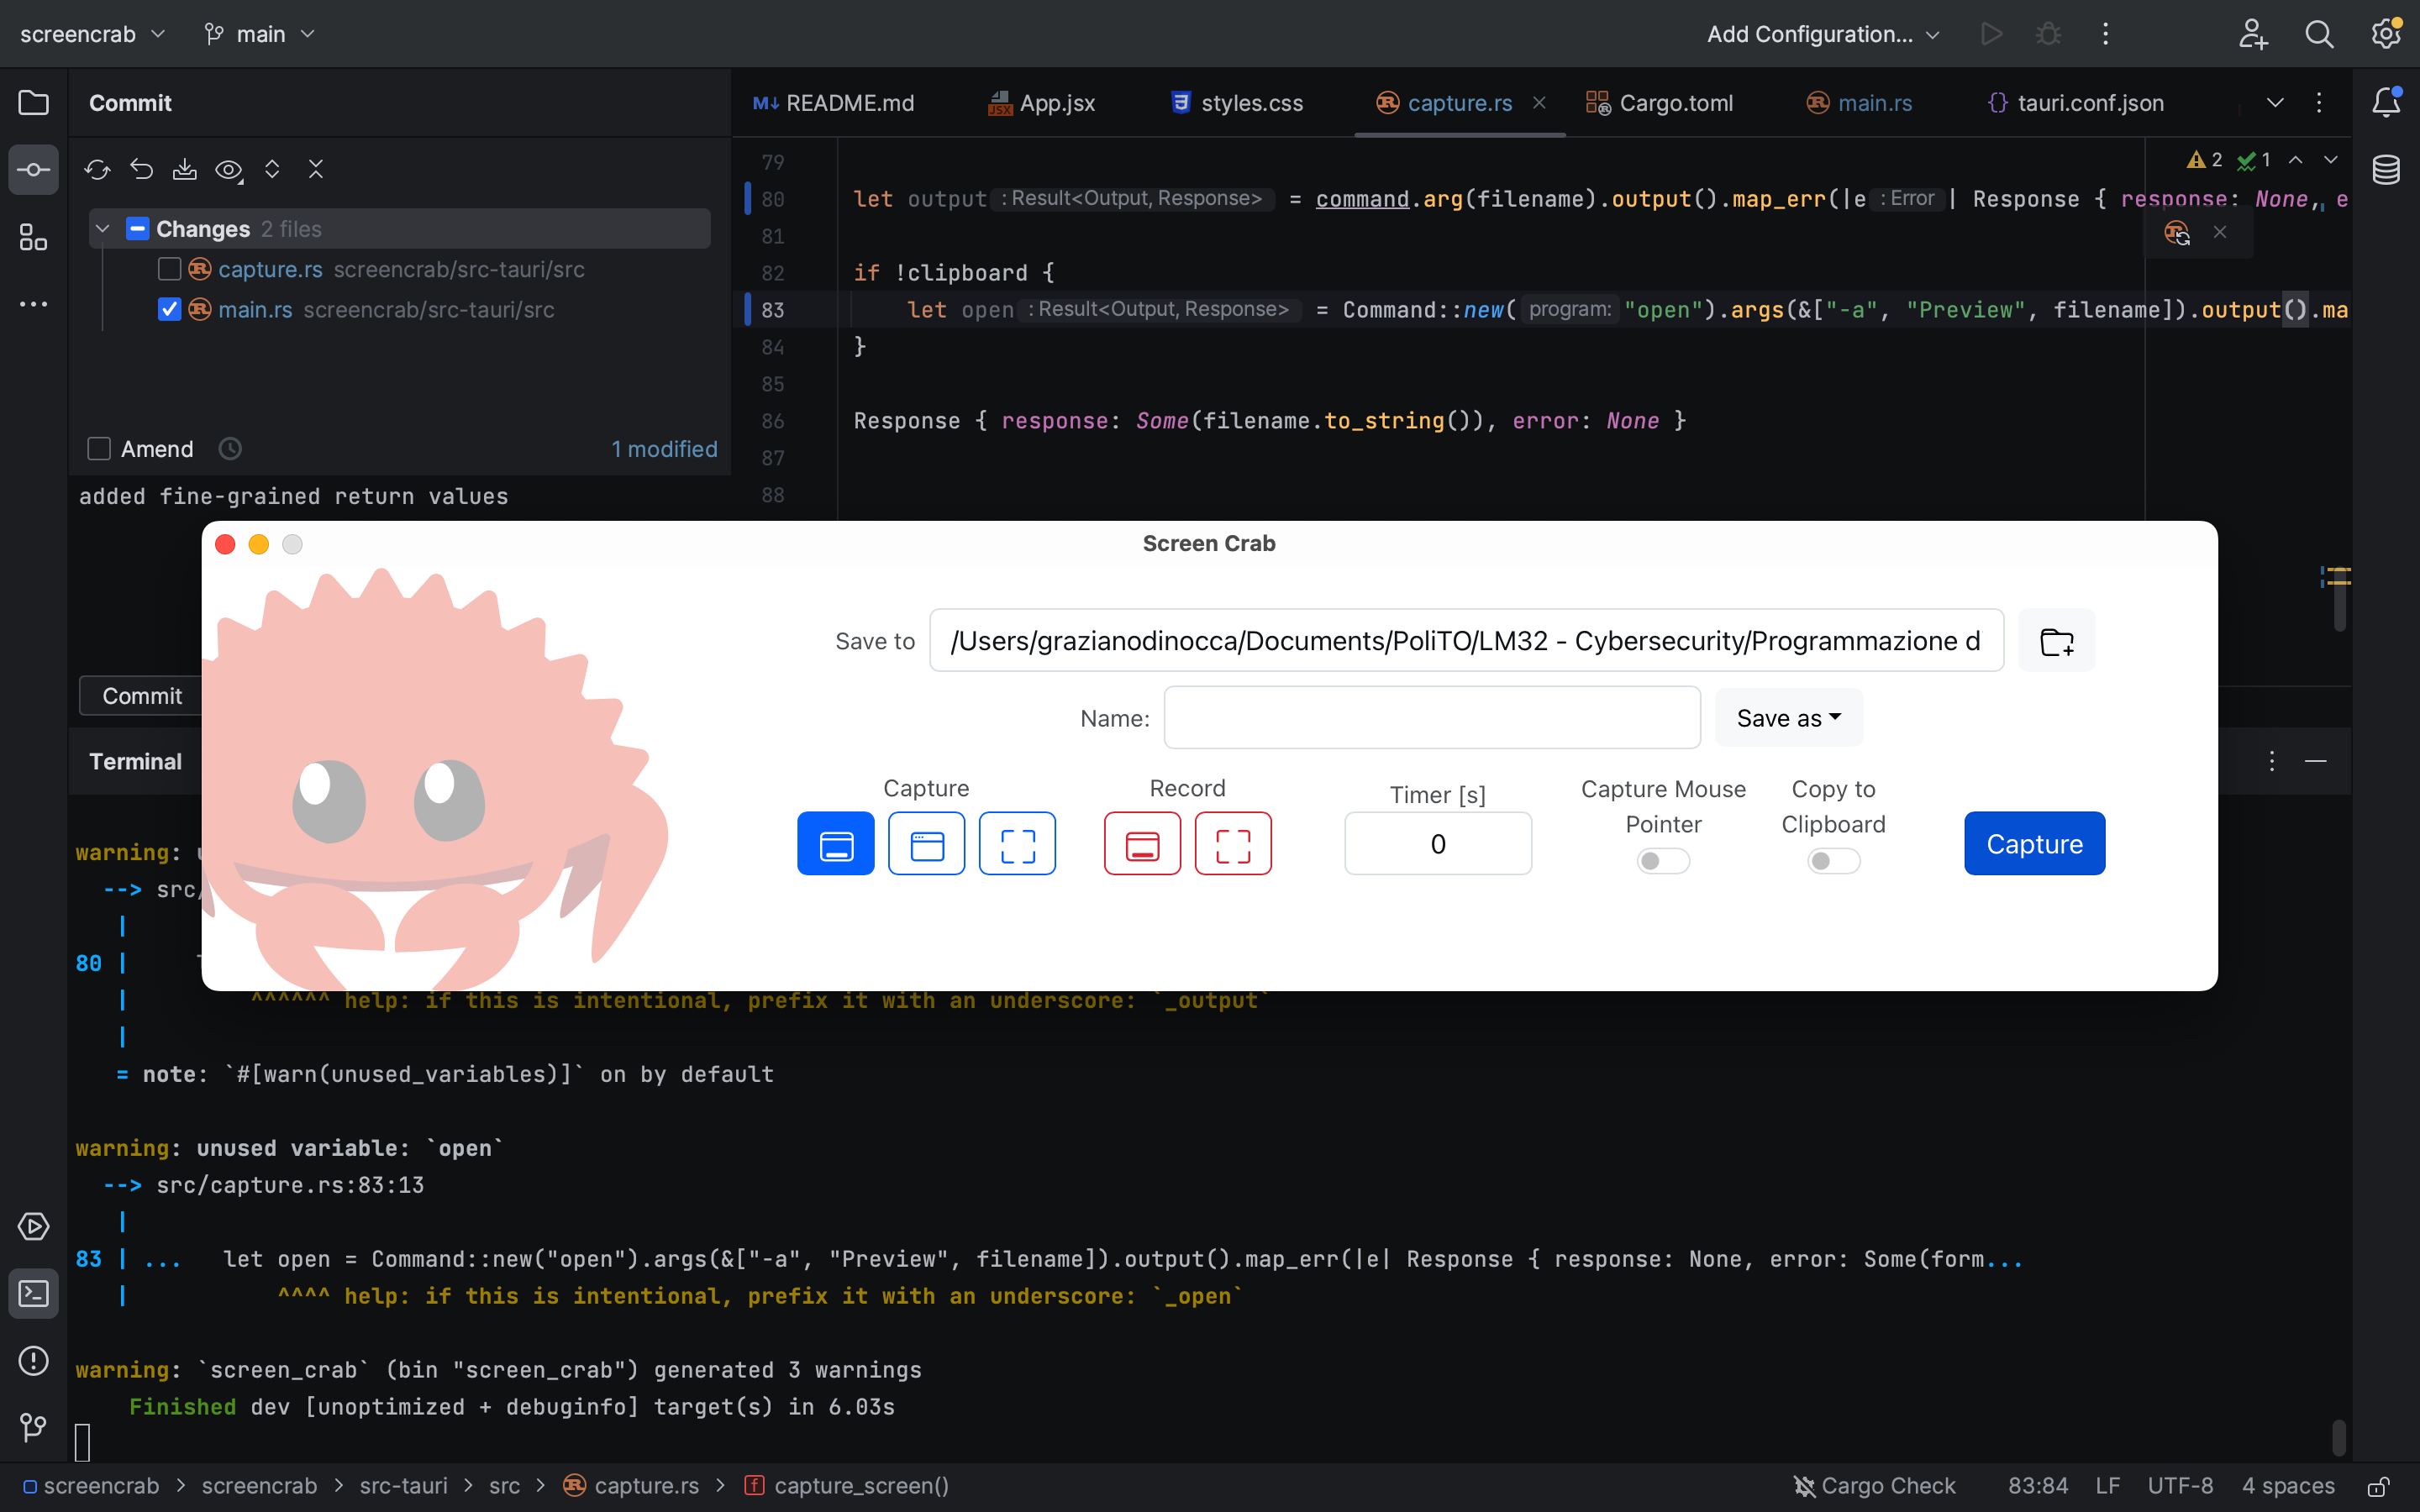 screencrab main Add Configuration...
Commit
README.md App.jsx styles.css capture.rs Cargo.toml main.rs tauri.conf.json
Changes 2 files
capture.rs screencrab/src-tauri/src
main.rs screencrab/src-tauri/src
Amend 1 modified
added fine-grained return values
Commit
79
80 let output : Result<Output, Response> = command.arg(filename).output().map_err(|e : Error | Response { response: None, e
2 1
81
82 if !clipboard {
83 let open : Result<Output, Response> = Command::new( program: "open").args(&["-a", "Preview", filename]).output().ma
84 }
85
86 Response { response: Some(filename.to_string()), error: None }
87
88
Screen Crab
Save to /Users/grazianodinocca/Documents/PoliTO/LM32 - Cybersecurity/Programmazione d
Name: Save as
Capture Record Timer [s] Capture Mouse Pointer Copy to Clipboard
0 Capture
Terminal
warning:
--> src/
|
80 |
| ^^^^^^ help: if this is intentional, prefix it with an underscore: `_output`
|
= note: `#[warn(unused_variables)]` on by default
warning: unused variable: `open`
--> src/capture.rs:83:13
|
83 | ... let open = Command::new("open").args(&["-a", "Preview", filename]).output().map_err(|e| Response { response: None, error: Some(form...
| ^^^^ help: if this is intentional, prefix it with an underscore: `_open`
warning: `screen_crab` (bin "screen_crab") generated 3 warnings
Finished dev [unoptimized + debuginfo] target(s) in 6.03s
screencrab > screencrab > src-tauri > src > capture.rs > capture_screen() Cargo Check 83:84 LF UTF-8 4 spaces